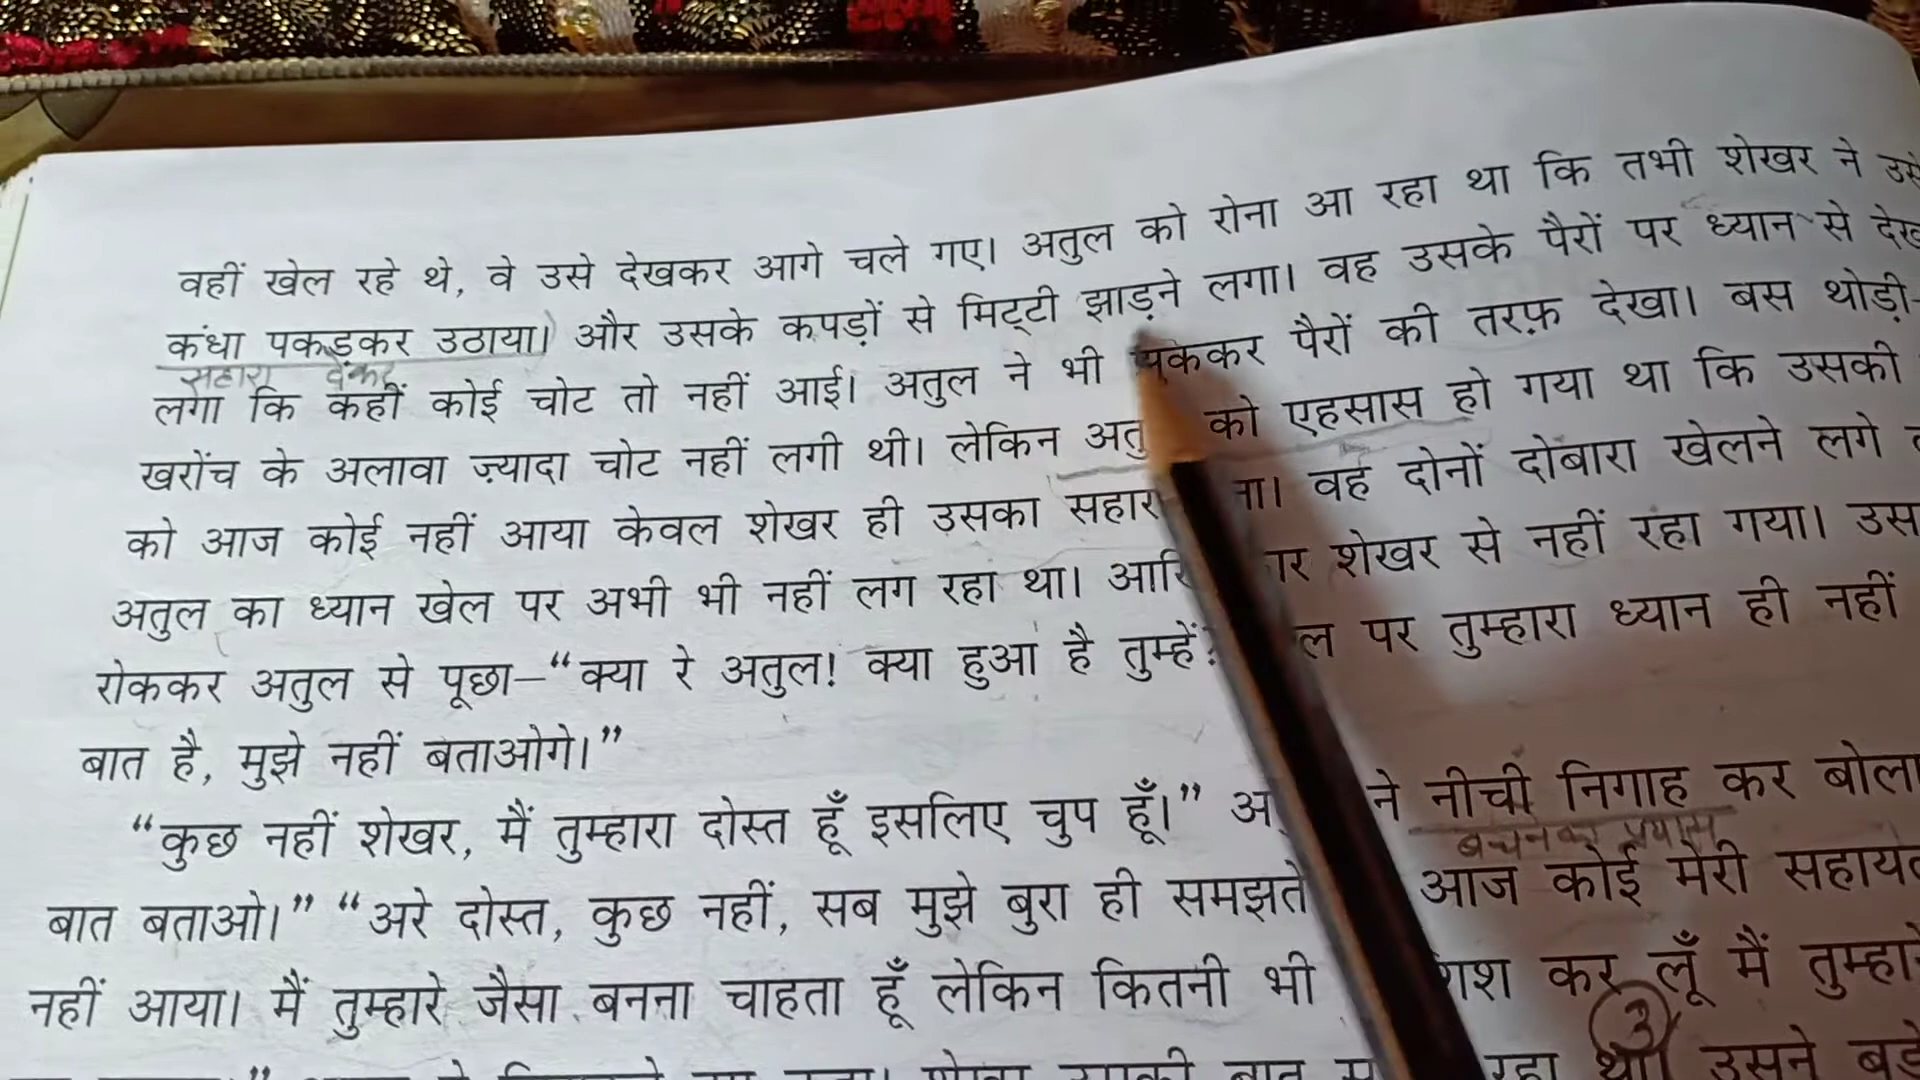 वहीं खेल रहे थे, वे उसे देखकर आगे चले गए। अतुल को रोना आ रहा था कि तभी शेखर ने
कंधा पकड़कर उठाया। और उसके कपड़ों से मिट्टी झाड़ने लगा। वह उसके पैरों पर ध्यान से
सहारा देकर
लगा कि कहीं कोई चोट तो नहीं आई। अतुल ने भी पैरों की तरफ़ देखा। बस थोड़ी-
खरोंच के अलावा ज़्यादा चोट नहीं लगी थी। लेकिन को एहसास हो गया था कि उसकी
को आज कोई नहीं आया केवल शेखर ही उसका वह दोनों दोबारा खेलने लगे
अतुल का ध्यान खेल पर अभी भी नहीं लग रहा था। शेखर से नहीं रहा गया।
रोककर अतुल से पूछा—“क्या रे अतुल! क्या हुआ है तुम्हें? पर तुम्हारा ध्यान ही नहीं
बात है, मुझे नहीं बताओगे।”
“कुछ नहीं शेखर, मैं तुम्हारा दोस्त हूँ इसलिए चुप हूँ।” ने नीची निगाह कर
बचने का प्रयास
बात बताओ।” “अरे दोस्त, कुछ नहीं, सब मुझे बुरा ही समझते आज कोई मेरी
नहीं आया। मैं तुम्हारे जैसा बनना चाहता हूँ लेकिन कितनी भी कर लूँ मैं
3
रहा था। उसने